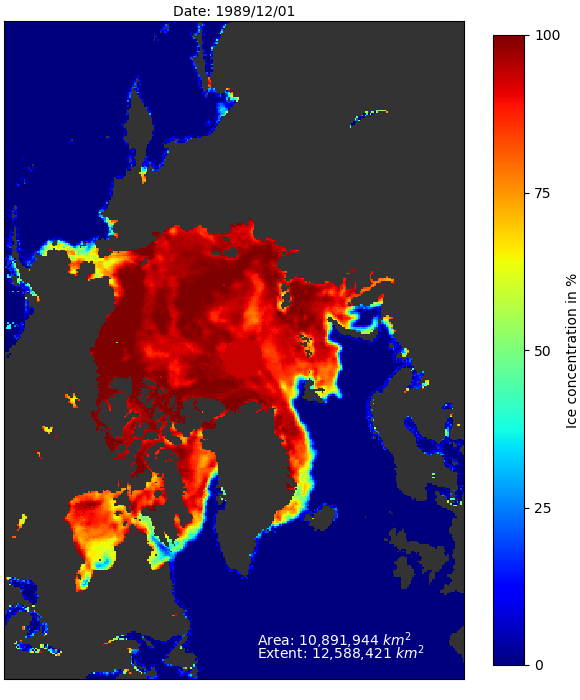 Date: 1989/12/01
100
75
50
25
0
Ice concentration in %
Area: 10,891,944 km²
Extent: 12,588,421 km²